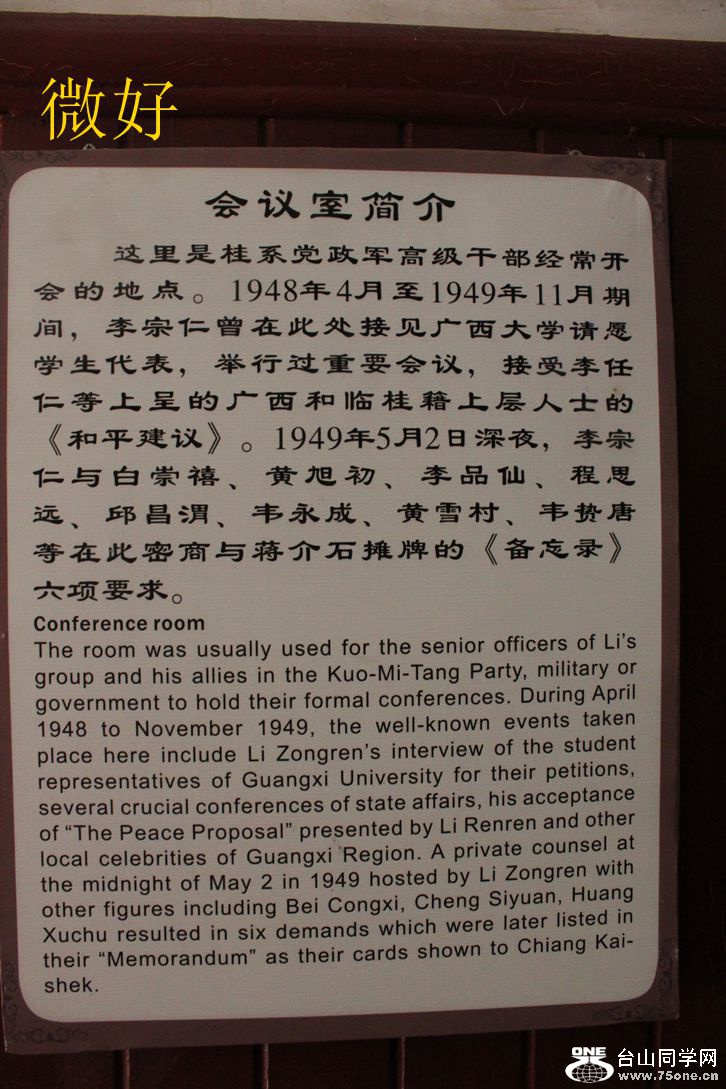 微好
会议室简介
这里是桂系党政军高级干部经常开
会的地点。1948年4月至1949年11月期
间，李宗仁曾在此处接见广西大学请愿
学生代表，举行过重要会议，接受李任
仁等上呈的广西和临桂籍上层人士的
《和平建议》。1949年5月2日深夜，李宗
仁与白崇禧、黄旭初、李品仙、程思
远、邱昌渭、韦永成、黄雪村、韦贽唐
等在此密商与蒋介石摊牌的《备忘录》
六项要求。
Conference room
The room was usually used for the senior officers of Li's
group and his allies in the Kuo-Mi-Tang Party, military or
government to hold their formal conferences. During April
1948 to November 1949, the well-known events taken
place here include Li Zongren's interview of the student
representatives of Guangxi University for their petitions,
several crucial conferences of state affairs, his acceptance
of “The Peace Proposal” presented by Li Renren and other
local celebrities of Guangxi Region. A private counsel at
the midnight of May 2 in 1949 hosted by Li Zongren with
other figures including Bei Congxi, Cheng Siyuan, Huang
Xuchu resulted in six demands which were later listed in
their “Memorandum” as their cards shown to Chiang Kai-
shek.
ONE 台山同学网
www.75one.cn